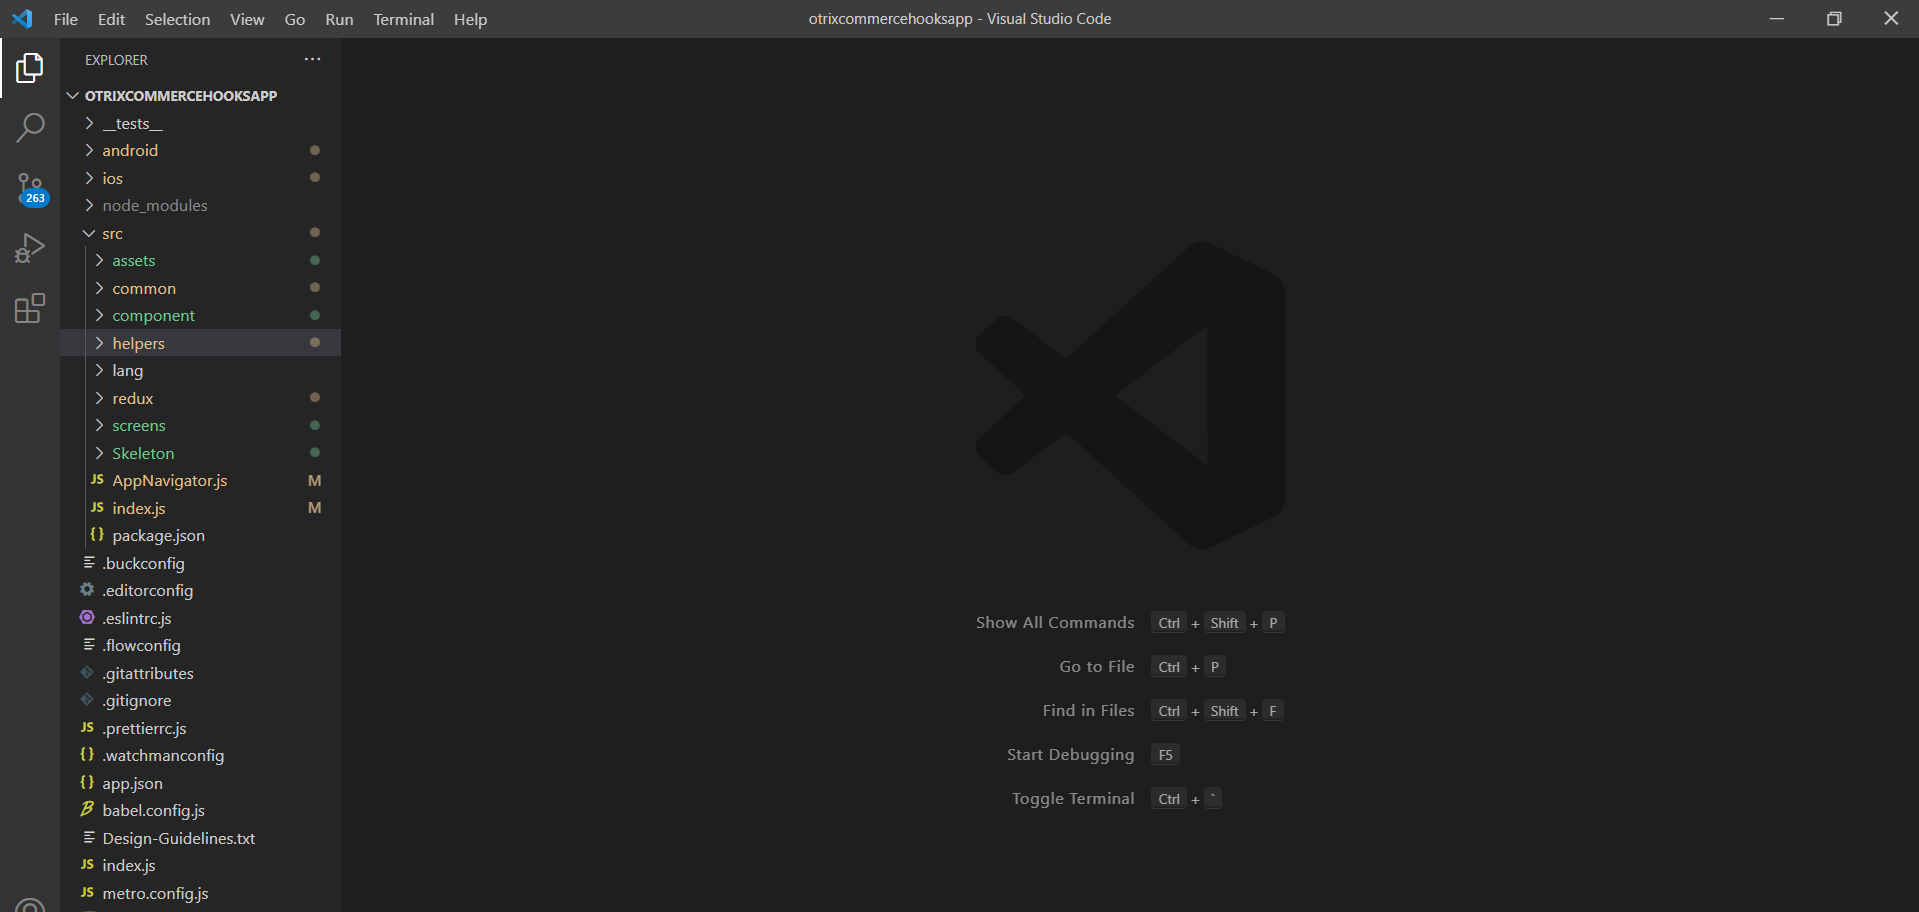 File Edit Selection View Go Run Terminal Help
otrixcommercehooksapp - Visual Studio Code
EXPLORER
OTRIXCOMMERCEHOOKSAPP
__tests__
android
ios
263
node_modules
src
assets
common
component
helpers
lang
redux
screens
Skeleton
JS AppNavigator.js M
JS index.js M
{} package.json
.buckconfig
.editorconfig
.eslintrc.js
.flowconfig
.gitattributes
.gitignore
JS .prettierrc.js
{} .watchmanconfig
{} app.json
babel.config.js
Design-Guidelines.txt
JS index.js
JS metro.config.js
Show All Commands Ctrl + Shift + P
Go to File Ctrl + P
Find in Files Ctrl + Shift + F
Start Debugging F5
Toggle Terminal Ctrl + `